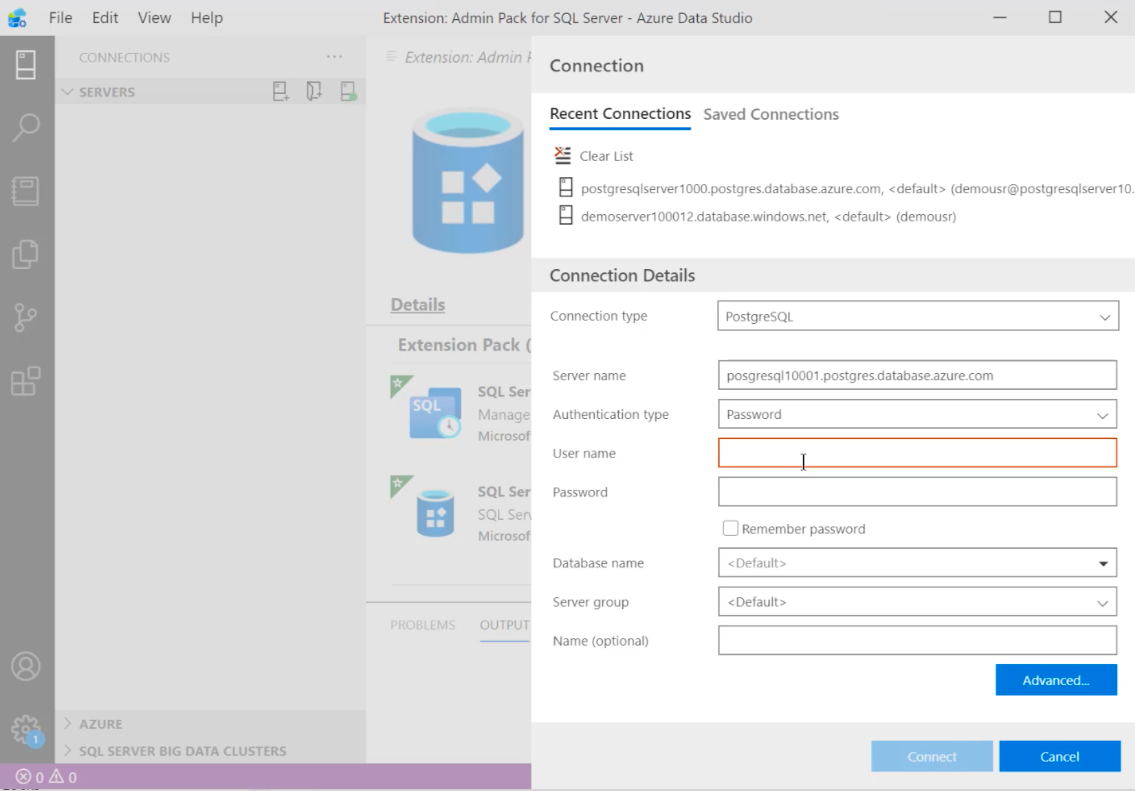 File Edit View Help Extension: Admin Pack for SQL Server - Azure Data Studio
CONNECTIONS
SERVERS
AZURE
SQL SERVER BIG DATA CLUSTERS
0 0
1
Extension: Admin
Details
Extension Pack (
SQL Ser
SQL
Manage
Microsof
SQL Ser
SQL Serv
Microsof
PROBLEMS OUTPUT
Connection
Recent Connections Saved Connections
Clear List
postgresqlserver1000.postgres.database.azure.com, <default> (demousr@postgresqlserver10.
demoserver100012.database.windows.net, <default> (demousr)
Connection Details
Connection type PostgreSQL
Server name posgresql10001.postgres.database.azure.com
Authentication type Password
User name
Password
Remember password
Database name <Default>
Server group <Default>
Name (optional)
Advanced...
Connect Cancel